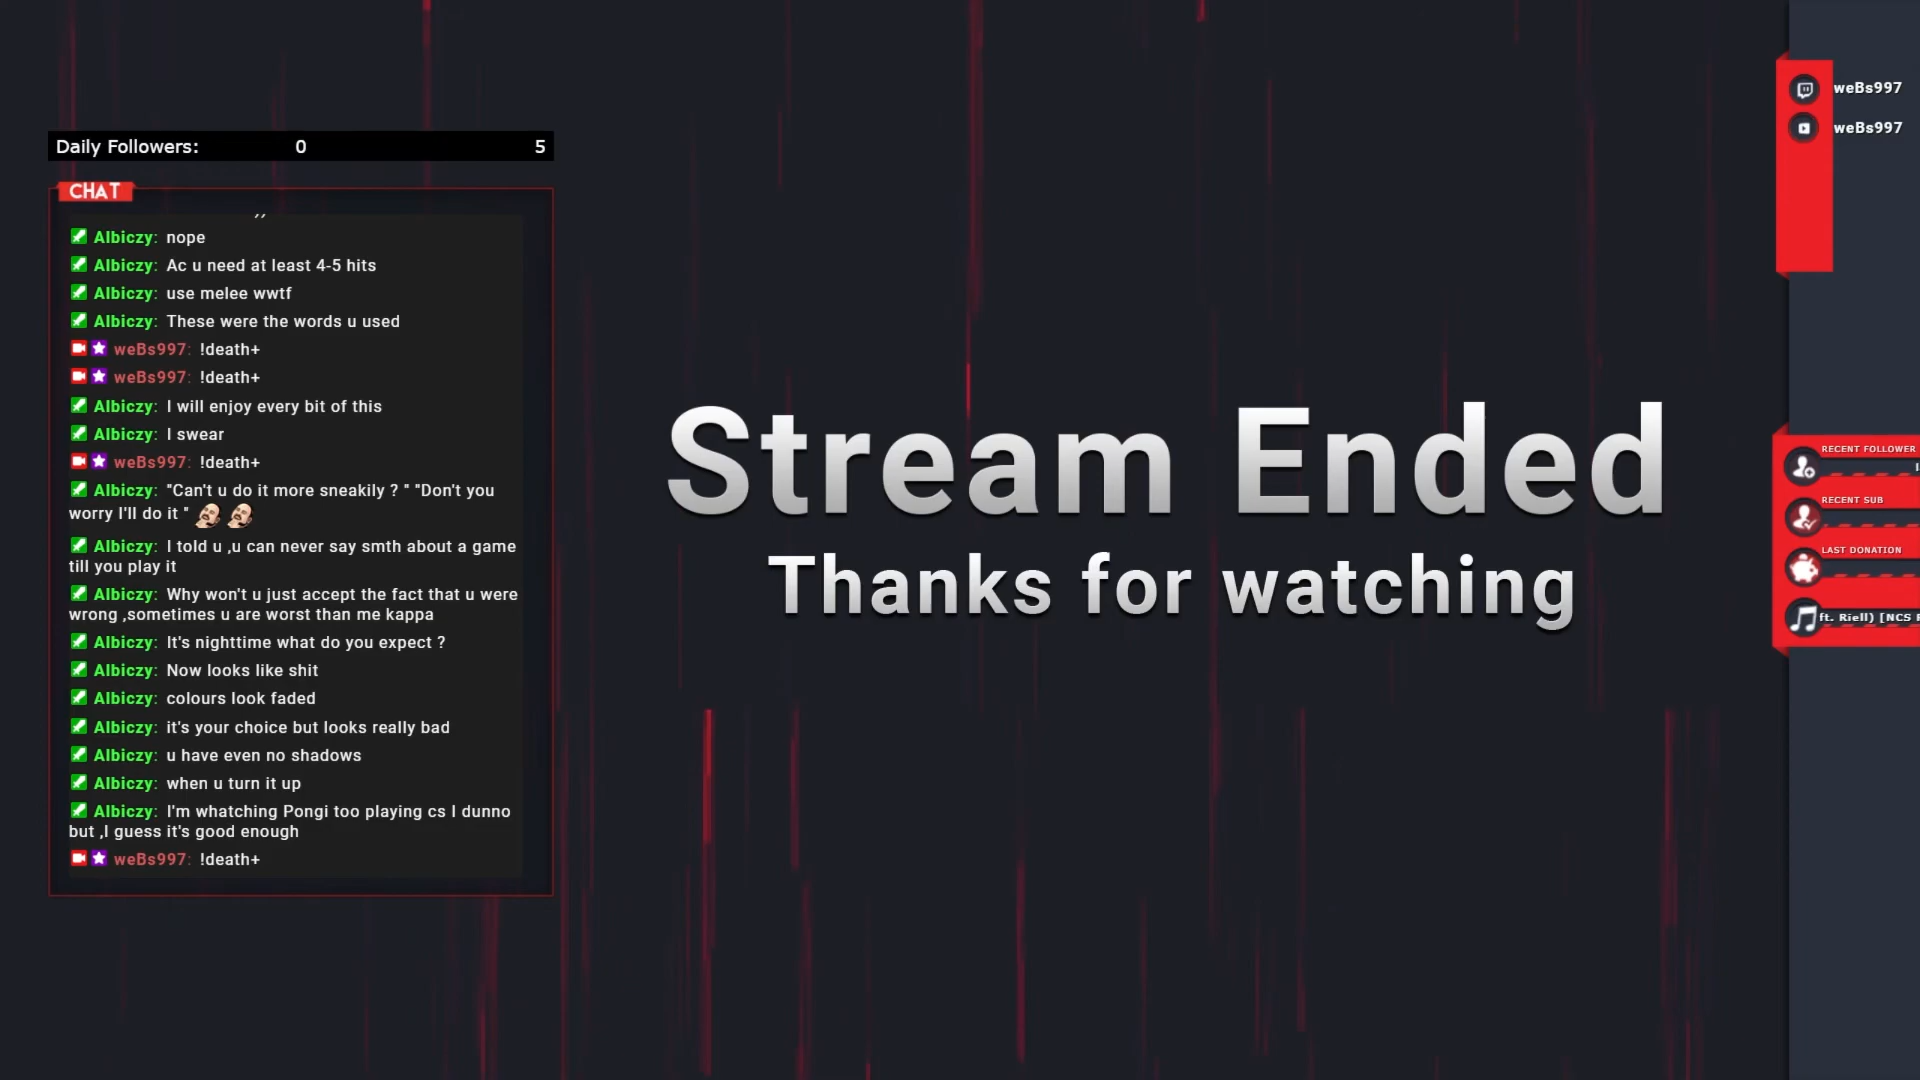 weBs997
weBs997
Daily Followers: 0 5
CHAT
Albiczy: nope
Albiczy: Ac u need at least 4-5 hits
Albiczy: use melee wwtf
Albiczy: These were the words u used
weBs997: !death+
weBs997: !death+
Albiczy: I will enjoy every bit of this
Albiczy: I swear
weBs997: !death+
Albiczy: "Can't u do it more sneakily ? " "Don't you
worry I'll do it "
Albiczy: I told u ,u can never say smth about a game
till you play it
Albiczy: Why won't u just accept the fact that u were
wrong ,sometimes u are worst than me kappa
Albiczy: It's nighttime what do you expect ?
Albiczy: Now looks like shit
Albiczy: colours look faded
Albiczy: it's your choice but looks really bad
Albiczy: u have even no shadows
Albiczy: when u turn it up
Albiczy: I'm whatching Pongi too playing cs I dunno
but ,I guess it's good enough
weBs997: !death+
Stream Ended
Thanks for watching
RECENT FOLLOWER
RECENT SUB
LAST DONATION
ft. Riell) [NCS